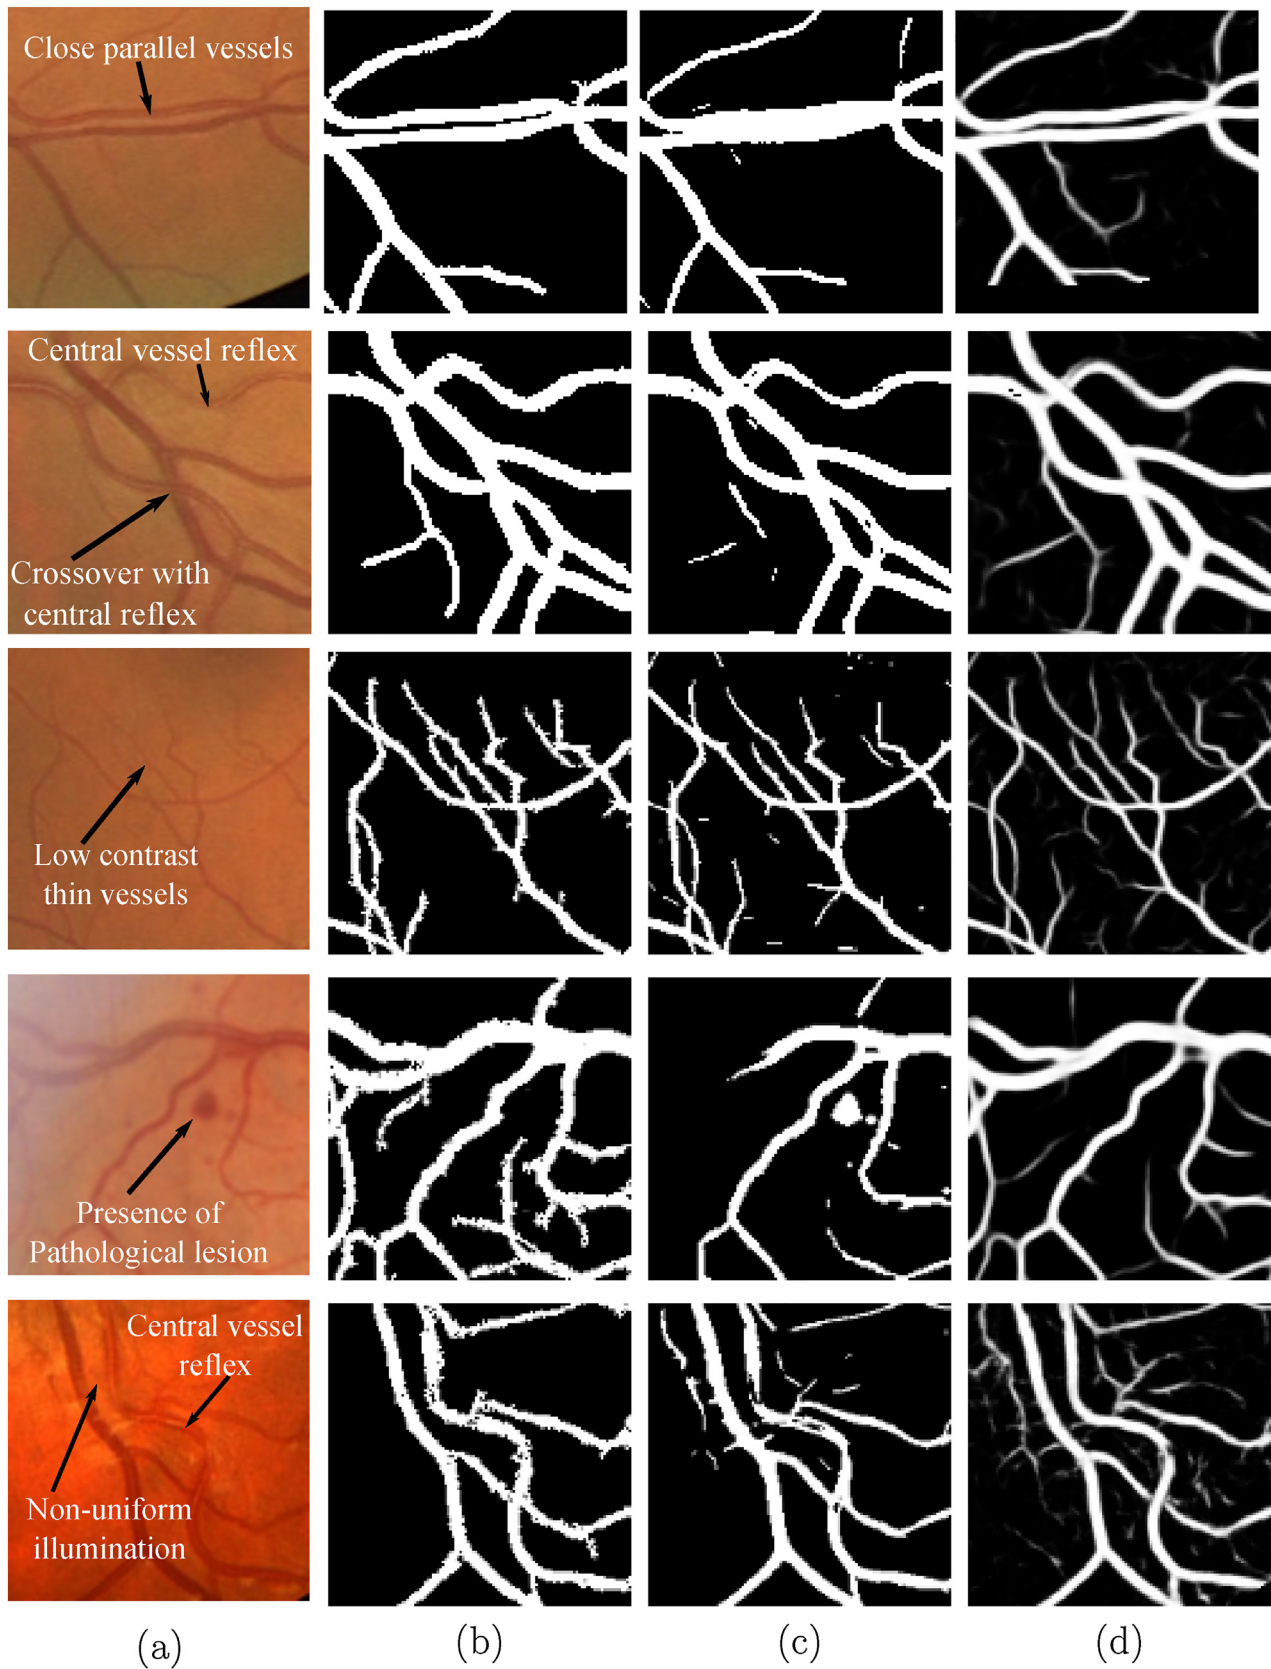 Close parallel vessels
Central vessel reflex
Crossover with
central reflex
Low contrast
thin vessels
Presence of
Pathological lesion
Central vessel
reflex
Non-uniform
illumination
(a) (b) (c) (d)